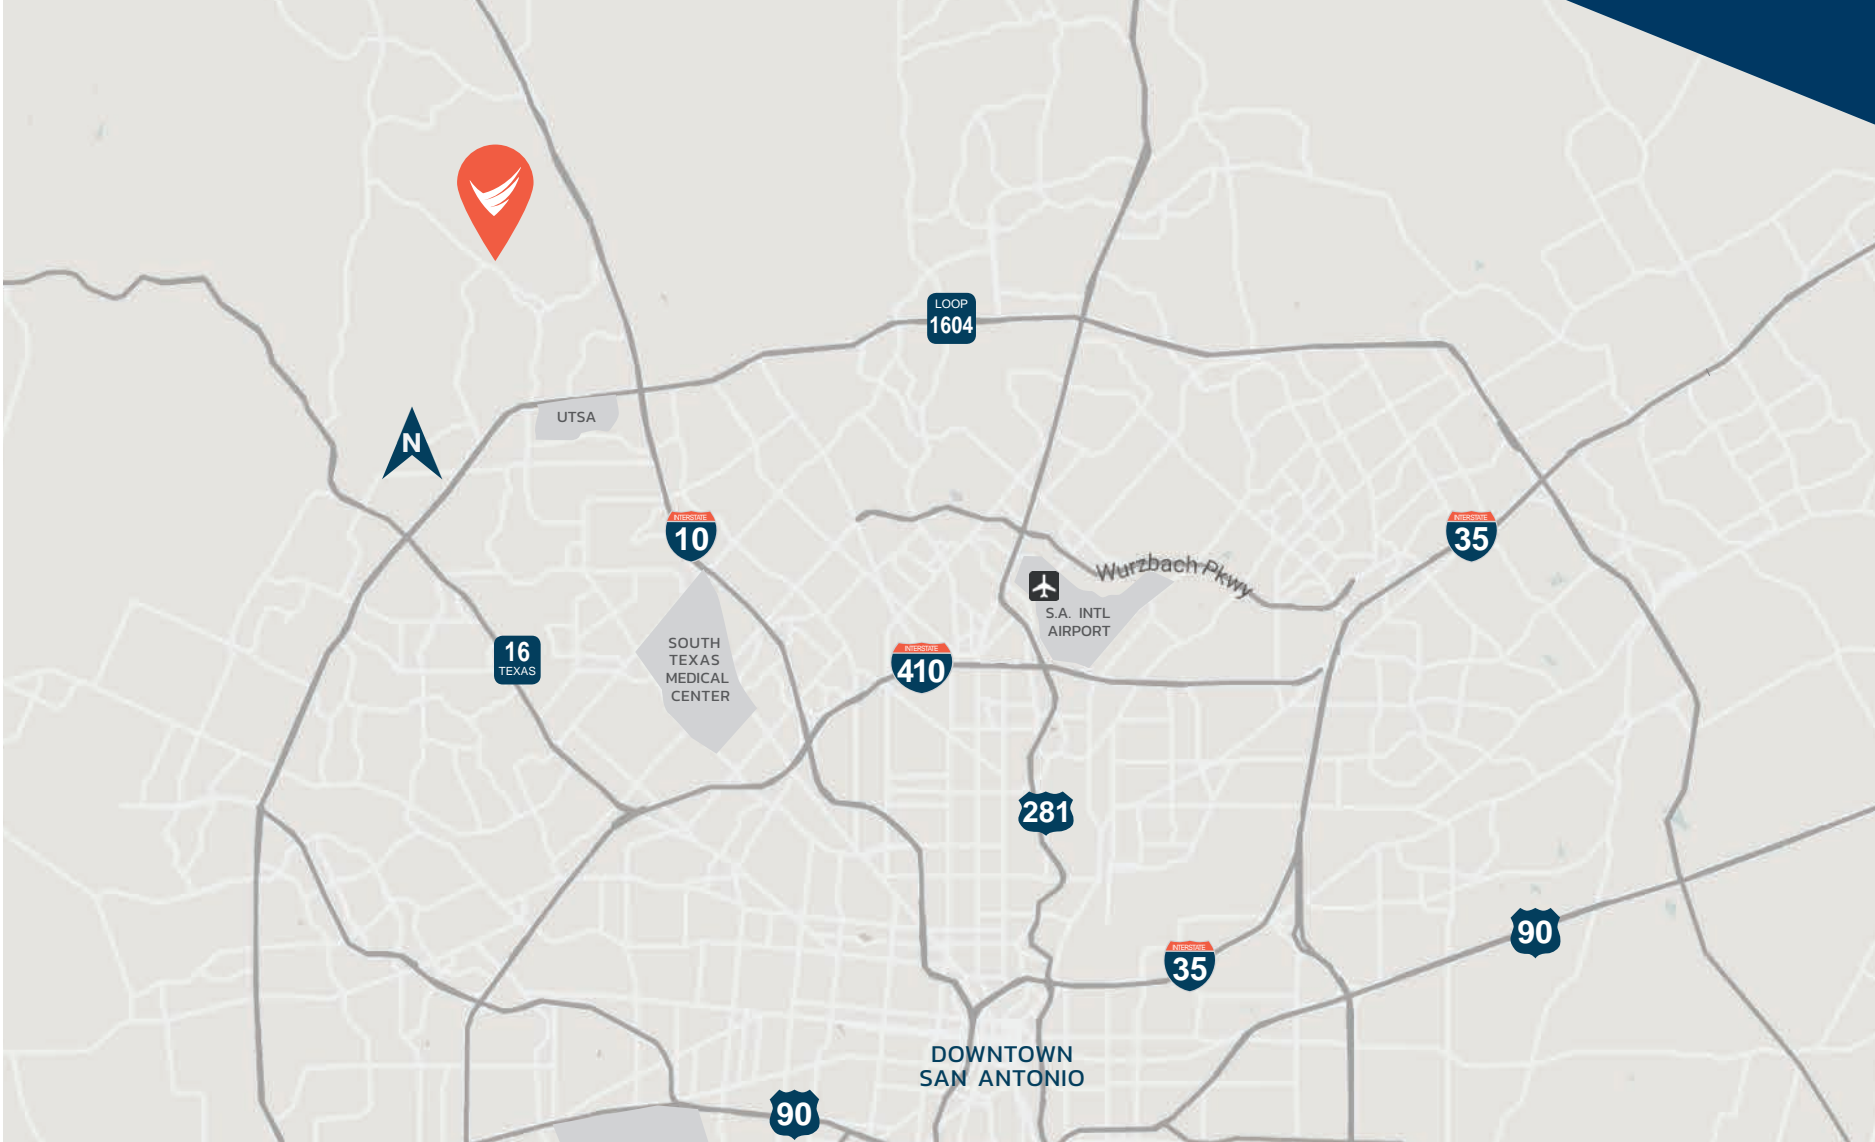 LOOP
1604
UTSA
N
INTERSTATE
10
INTERSTATE
35
Wurzbach Pkwy
S.A. INTL
AIRPORT
16
TEXAS
SOUTH
TEXAS
MEDICAL
CENTER
INTERSTATE
410
281
90
INTERSTATE
35
DOWNTOWN
SAN ANTONIO
90